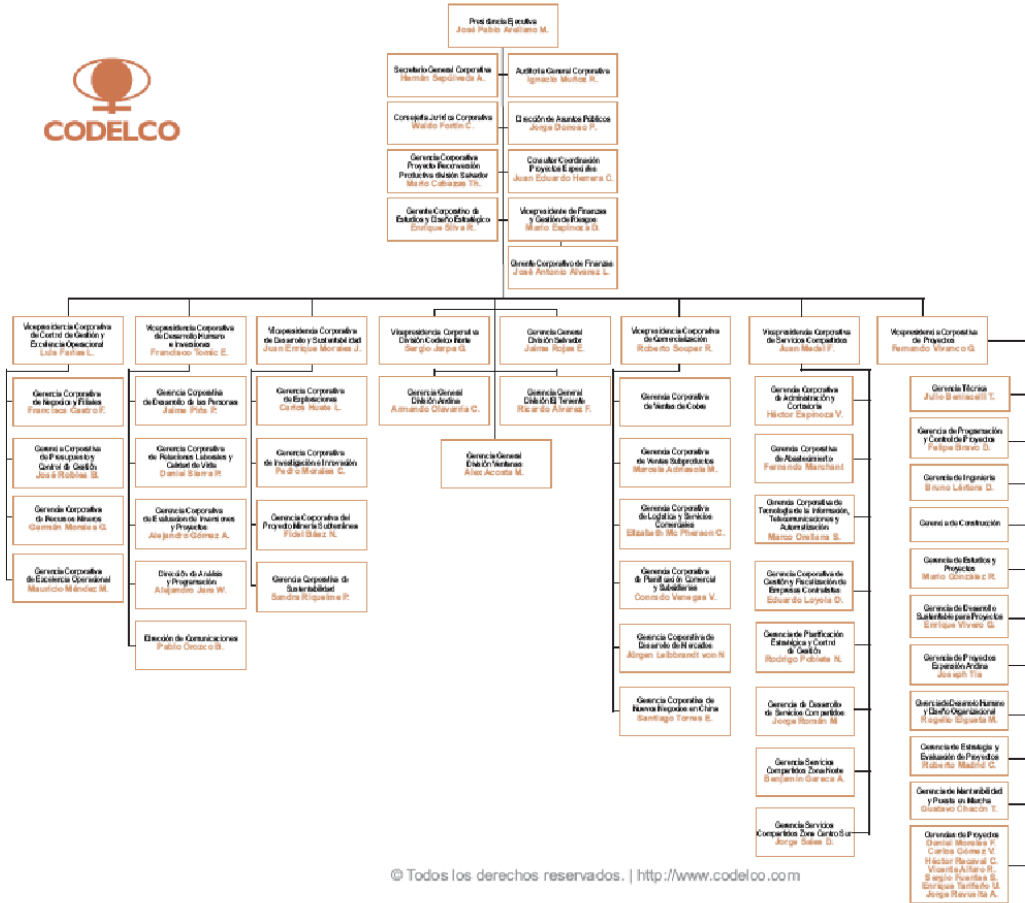 Presidencia Ejecutiva
José Pablo Arellano M.
CODELCO
Secretario General Corporativa
Hernán Sepúlveda A.
Auditoría General Corporativa
Ignacio Muñoz R.
Consejería Jurídica Corporativa
Waldo Fortín C.
Dirección de Asuntos Públicos
Jorge Donoso P.
Gerencia Corporativa
Proyecto Reconversión
Productiva división Salvador
Mario Cabezas Th.
Consultor Coordinación
Proyectos Especiales
Juan Eduardo Herrera C.
Gerente Corporativo de
Estudios y Diseño Estratégico
Enrique Silva R.
Vicepresidente de Finanzas
y Gestión de Riesgos
Mario Espinoza D.
Gerente Corporativo de Finanzas
José Antonio Alvarez L.
Vicepresidencia Corporativa
de Control de Gestión y
Excelencia Operacional
Luis Farías L.
Vicepresidencia Corporativa
de Desarrollo Humano
e Inversiones
Francisco Tomic E.
Vicepresidencia Corporativa
de Desarrollo y Sustentabilidad
Juan Enrique Morales J.
Vicepresidencia Corporativa
División Codelco Norte
Sergio Jarpa G.
Gerencia General
División Salvador
Jaime Rojas E.
Vicepresidencia Corporativa
de Comercialización
Roberto Souper R.
Vicepresidencia Corporativa
de Servicios Compartidos
Juan Medel F.
Vicepresidencia Corporativa
de Proyectos
Fernando Vivanco G.
Gerencia Corporativa
de Negocios y Filiales
Francisca Castro F.
Gerencia Corporativa
de Presupuesto y
Control de Gestión
José Robles B.
Gerencia Corporativa
de Recursos Mineros
Germán Morales G.
Gerencia Corporativa
de Excelencia Operacional
Mauricio Méndez M.
Gerencia Corporativa
de Desarrollo de las Personas
Jaime Piña P.
Gerencia Corporativa
de Relaciones Laborales y
Calidad de Vida
Daniel Sierra P.
Gerencia Corporativa
de Evaluación de Inversiones
y Proyectos
Alejandro Gómez A.
Dirección de Análisis
y Programación
Alejandro Jara W.
Dirección de Comunicaciones
Pablo Orozco B.
Gerencia Corporativa
de Exploraciones
Carlos Huete L.
Gerencia Corporativa
de Investigación e Innovación
Pedro Morales C.
Gerencia Corporativa del
Proyecto Minería Subterránea
Fidel Báez N.
Gerencia Corporativa de
Sustentabilidad
Sandra Riquelme P.
Gerencia General
División Andina
Armando Olavarría C.
Gerencia General
División El Teniente
Ricardo Alvarez F.
Gerencia General
División Ventanas
Alex Acosta M.
Gerencia Corporativa
de Ventas de Cobre
Gerencia Corporativa
de Ventas Subproductos
Marcela Adriasola M.
Gerencia Corporativa
de Logística y Servicios
Comerciales
Elizabeth Mc Pherson C.
Gerencia Corporativa
de Planificación Comercial
y Subsidiarias
Conrado Venegas V.
Gerencia Corporativa de
Desarrollo de Mercados
Jürgen Leibbrandt von N
Gerencia Corporativa de
Nuevos Negocios en China
Santiago Torres E.
Gerencia Corporativa
de Administración y
Contraloría
Héctor Espinoza V.
Gerencia Corporativa
de Abastecimiento
Fernando Marchant
Gerencia Corporativa de
Tecnología de la Información,
Telecomunicaciones y
Automatización
Marco Orellana S.
Gerencia Corporativa de
Gestión y Fiscalización de
Empresas Contratistas
Eduardo Loyola O.
Gerencia de Planificación
Estratégica y Control
de Gestión
Rodrigo Poblete N.
Gerencia de Desarrollo
de Servicios Compartidos
Jorge Román M
Gerencia Servicios
Compartidos Zona Norte
Benjamín Gareca A.
Gerencia Servicios
Compartidos Zona Centro Sur
Jorge Salas D.
Gerencia Técnica
Julio Beniscelli T.
Gerencia de Programación
y Control de Proyectos
Felipe Bravo D.
Gerencia de Ingeniería
Bruno Lértora D.
Gerencia de Construcción
Gerencia de Estudios y
Proyectos
Mario González R.
Gerencia de Desarrollo
Sustentable para Proyectos
Enrique Vivero G.
Gerencia de Proyectos
Expansión Andina
Joseph Tia
Gerencia de Desarrollo Humano
y Diseño Organizacional
Rogelio Elgueta M.
Gerencia de Estrategia y
Evaluación de Proyectos
Roberto Madrid C.
Gerencia de Mantenibilidad
y Puesta en Marcha
Gustavo Chacón T.
Gerencias de Proyectos
Daniel Morales F.
Carlos Gómez V.
Héctor Racaval C.
Vicente Alfaro R.
Sergio Fuentes S.
Enrique Tarifeño U.
Jorge Revuelta A.
© Todos los derechos reservados. | http://www.codelco.com